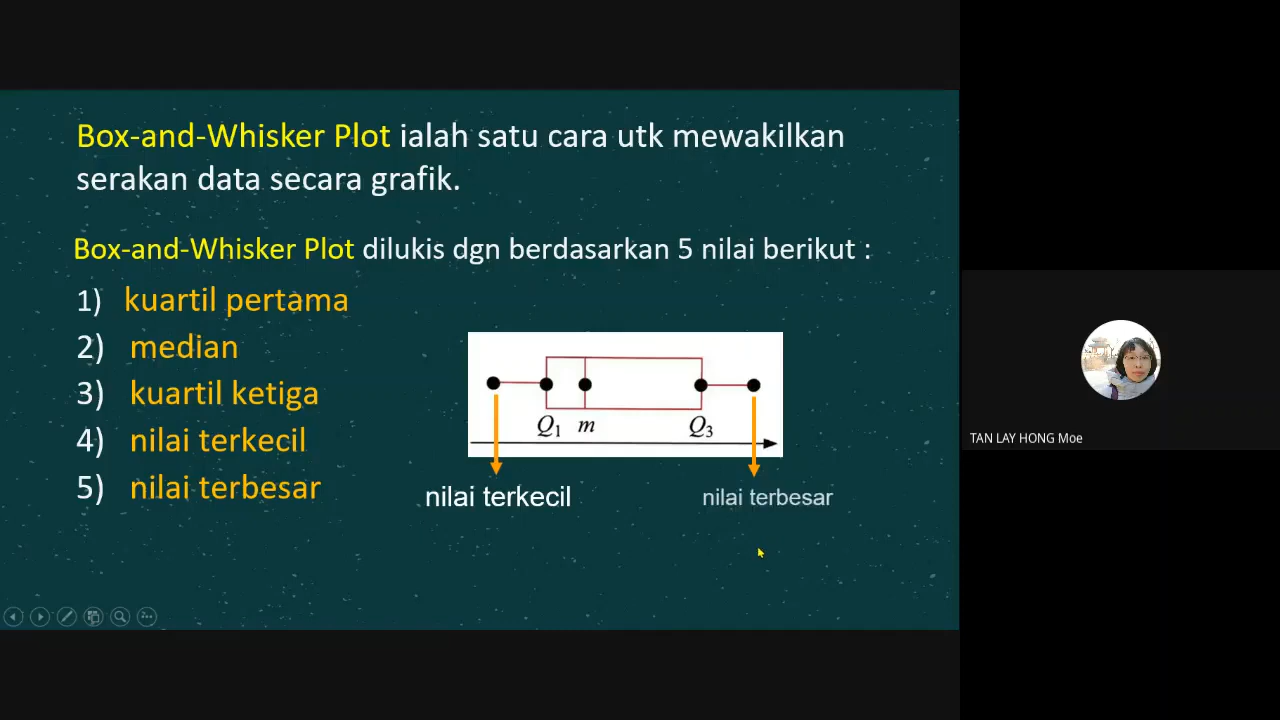 Box-and-Whisker Plot ialah satu cara utk mewakilkan
serakan data secara grafik.
Box-and-Whisker Plot dilukis dgn berdasarkan 5 nilai berikut :
1) kuartil pertama
2) median
3) kuartil ketiga
4) nilai terkecil
5) nilai terbesar
Q1 m Q3
nilai terkecil
nilai terbesar
TAN LAY HONG Moe